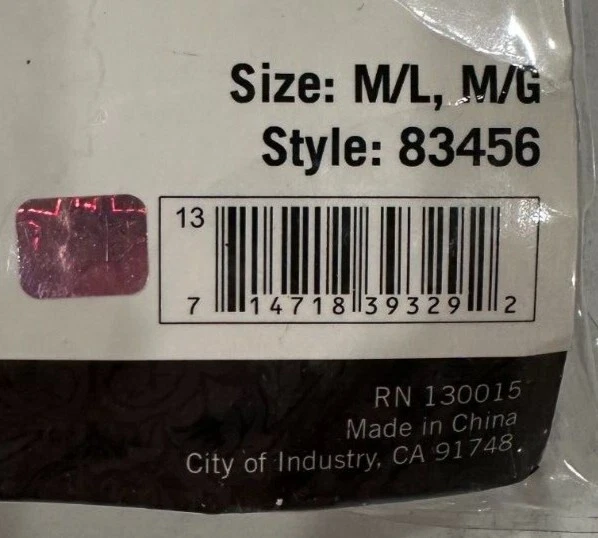 Size: M/L, M/G
Style: 83456
13
7 14718 39329 2
RN 130015
Made in China
City of Industry, CA 91748.